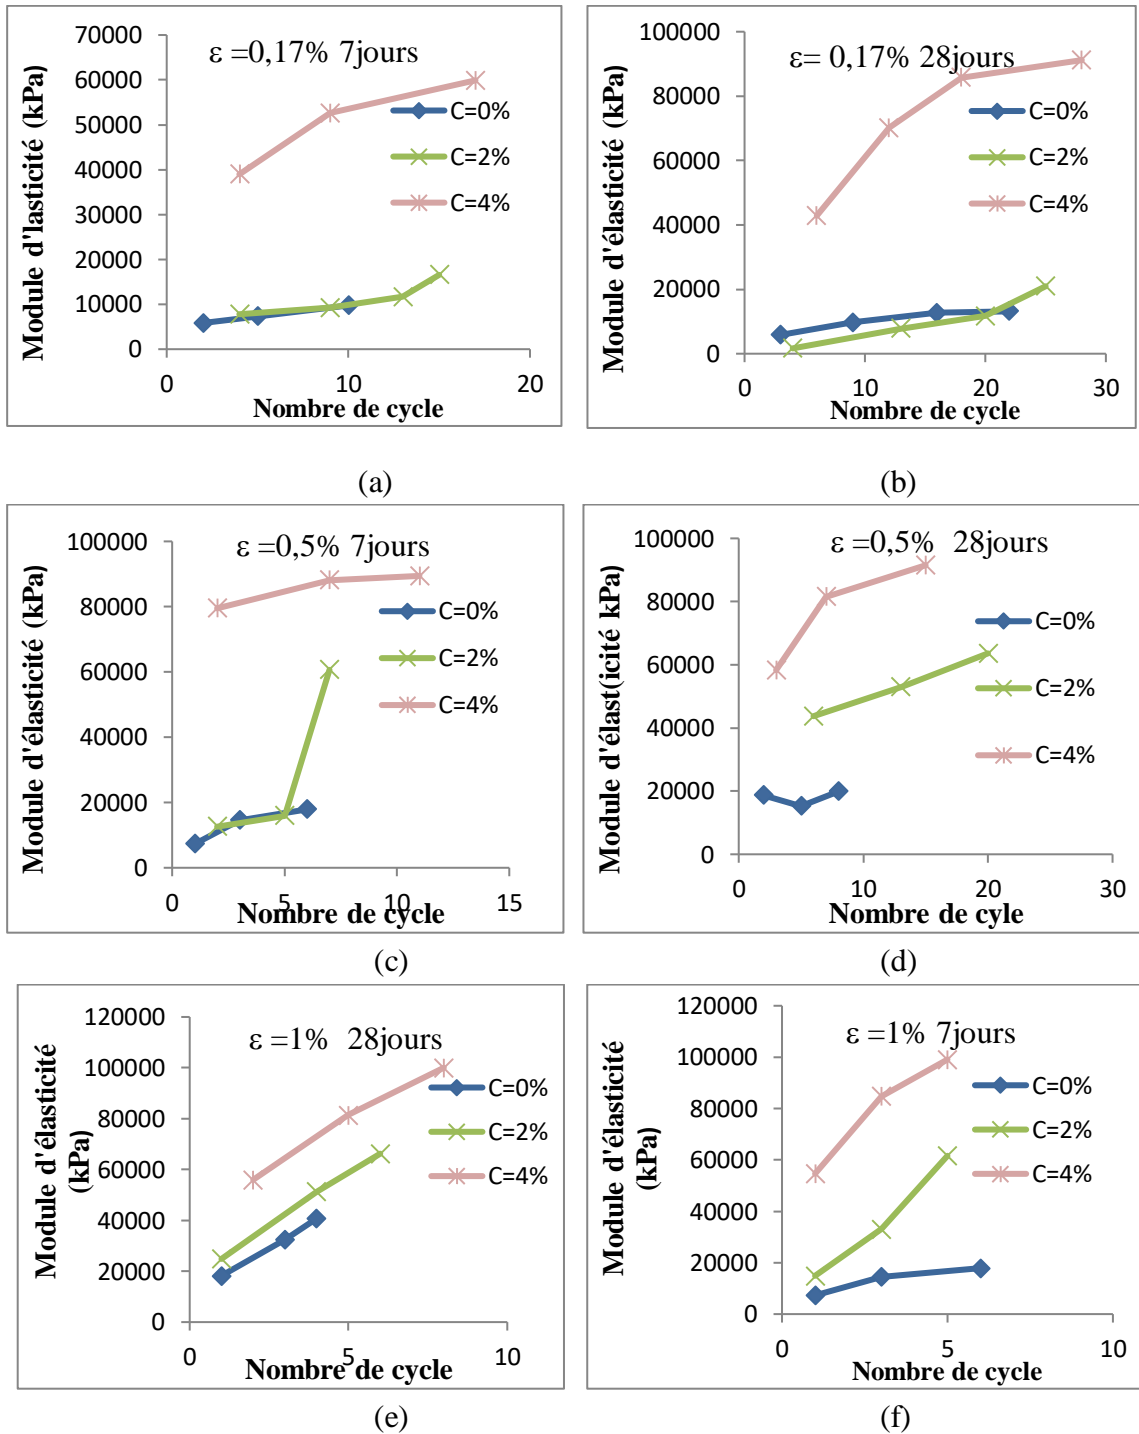 ε =0,17% 7jours
Module d'lasticité (kPa)
70000
60000
50000
40000
30000
20000
10000
0
C=0%
C=2%
C=4%
0 10 20
Nombre de cycle
(a)
ε= 0,17% 28jours
Module d'élasticité (kPa)
100000
80000
60000
40000
20000
0
C=0%
C=2%
C=4%
0 10 20 30
Nombre de cycle
(b)
ε =0,5% 7jours
Module d'élasticité (kPa)
100000
80000
60000
40000
20000
0
C=0%
C=2%
C=4%
0 5 10 15
Nombre de cycle
(c)
ε =0,5% 28jours
Module d'élast(icité kPa)
100000
80000
60000
40000
20000
0
C=0%
C=2%
C=4%
0 10 20 30
Nombre de cyle
(d)
ε =1% 28jours
Module d'élasticité
(kPa)
120000
100000
80000
60000
40000
20000
0
C=0%
C=2%
C=4%
0 5 10
Nombre de cycle
(e)
ε =1% 7jours
Module d'élasticité
(kPa)
120000
100000
80000
60000
40000
20000
0
C=0%
C=2%
C=4%
0 5 10
Nombre de cycle
(f)